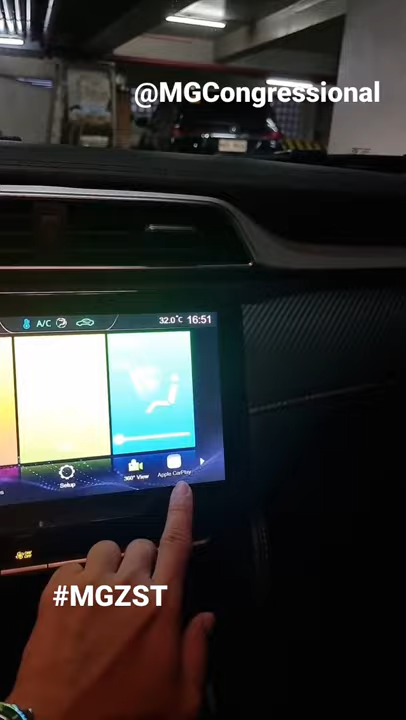 @MGCongressional
A/C
32.0°C 16:51
Setup
360° View
Apple CarPlay
#MGZST